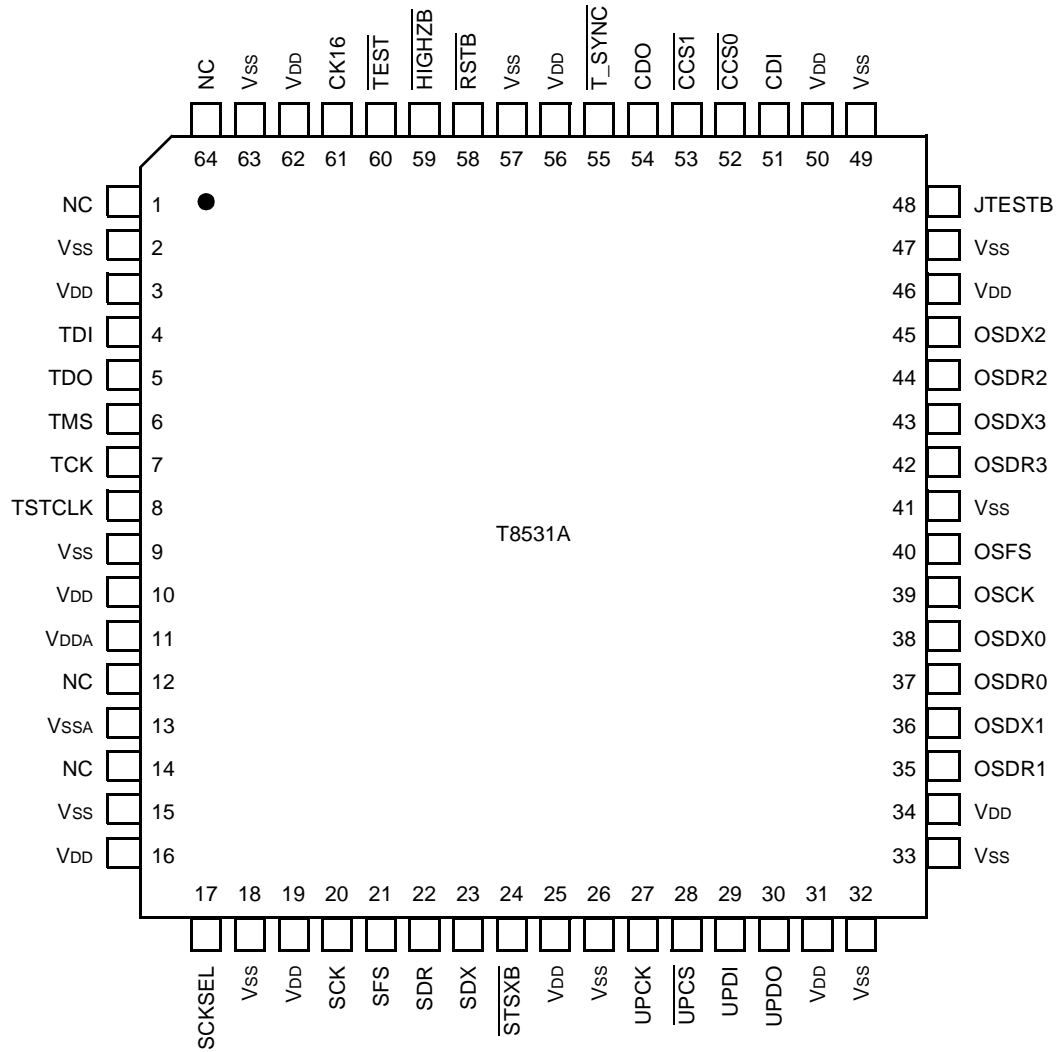 NC VSS VDD CK16 TEST HIGHZB RSTB VSS VDD T_SYNC CDO CCS1 CCS0 CDI VDD VSS
64 63 62 61 60 59 58 57 56 55 54 53 52 51 50 49
NC 1 48 JTESTB
VSS 2 47 VSS
VDD 3 46 VDD
TDI 4 45 OSDX2
TDO 5 44 OSDR2
TMS 6 43 OSDX3
TCK 7 42 OSDR3
TSTCLK 8 41 VSS
T8531A
VSS 9 40 OSFS
VDD 10 39 OSCK
VDDA 11 38 OSDX0
NC 12 37 OSDR0
VSSA 13 36 OSDX1
NC 14 35 OSDR1
VSS 15 34 VDD
VDD 16 33 VSS
17 18 19 20 21 22 23 24 25 26 27 28 29 30 31 32
SCKSEL VSS VDD SCK SFS SDR SDX STSXB VDD VSS UPCK UPCS UPDI UPDO VDD VSS